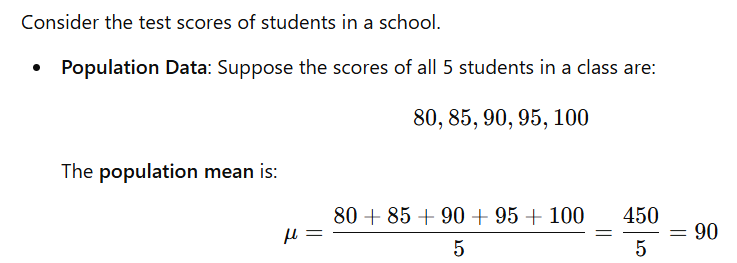 Consider the test scores of students in a school.
• Population Data: Suppose the scores of all 5 students in a class are:
80, 85, 90, 95, 100
The population mean is:
μ = \frac{80 + 85 + 90 + 95 + 100}{5} = \frac{450}{5} = 90